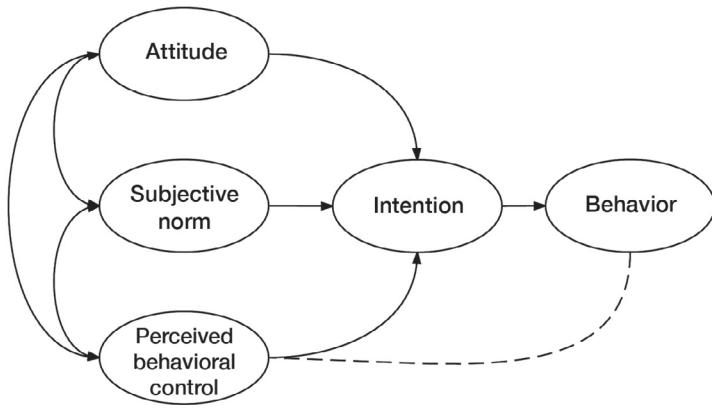 Attitude
Subjective
norm
Intention
Behavior
Perceived
behavioral
control